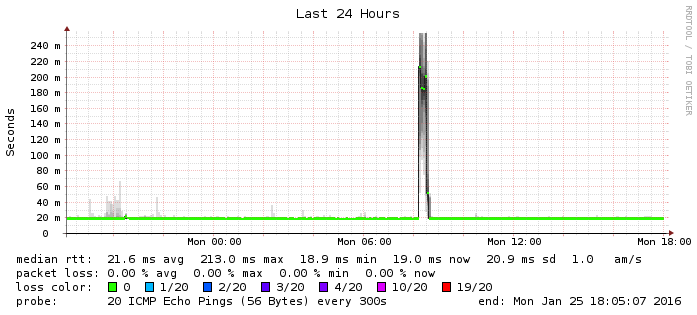 Last 24 Hours
RRDTOOL / TOBI OETIKER
Seconds
240 m
220 m
200 m
180 m
160 m
140 m
120 m
100 m
80 m
60 m
40 m
20 m
0
Mon 00:00 Mon 06:00 Mon 12:00 Mon 18:00
median rtt: 21.6 ms avg 213.0 ms max 18.9 ms min 19.0 ms now 20.9 ms sd 1.0 am/s
packet loss: 0.00 % avg 0.00 % max 0.00 % min 0.00 % now
loss color: 0 1/20 2/20 3/20 4/20 10/20 19/20
probe: 20 ICMP Echo Pings (56 Bytes) every 300s end: Mon Jan 25 18:05:07 2016